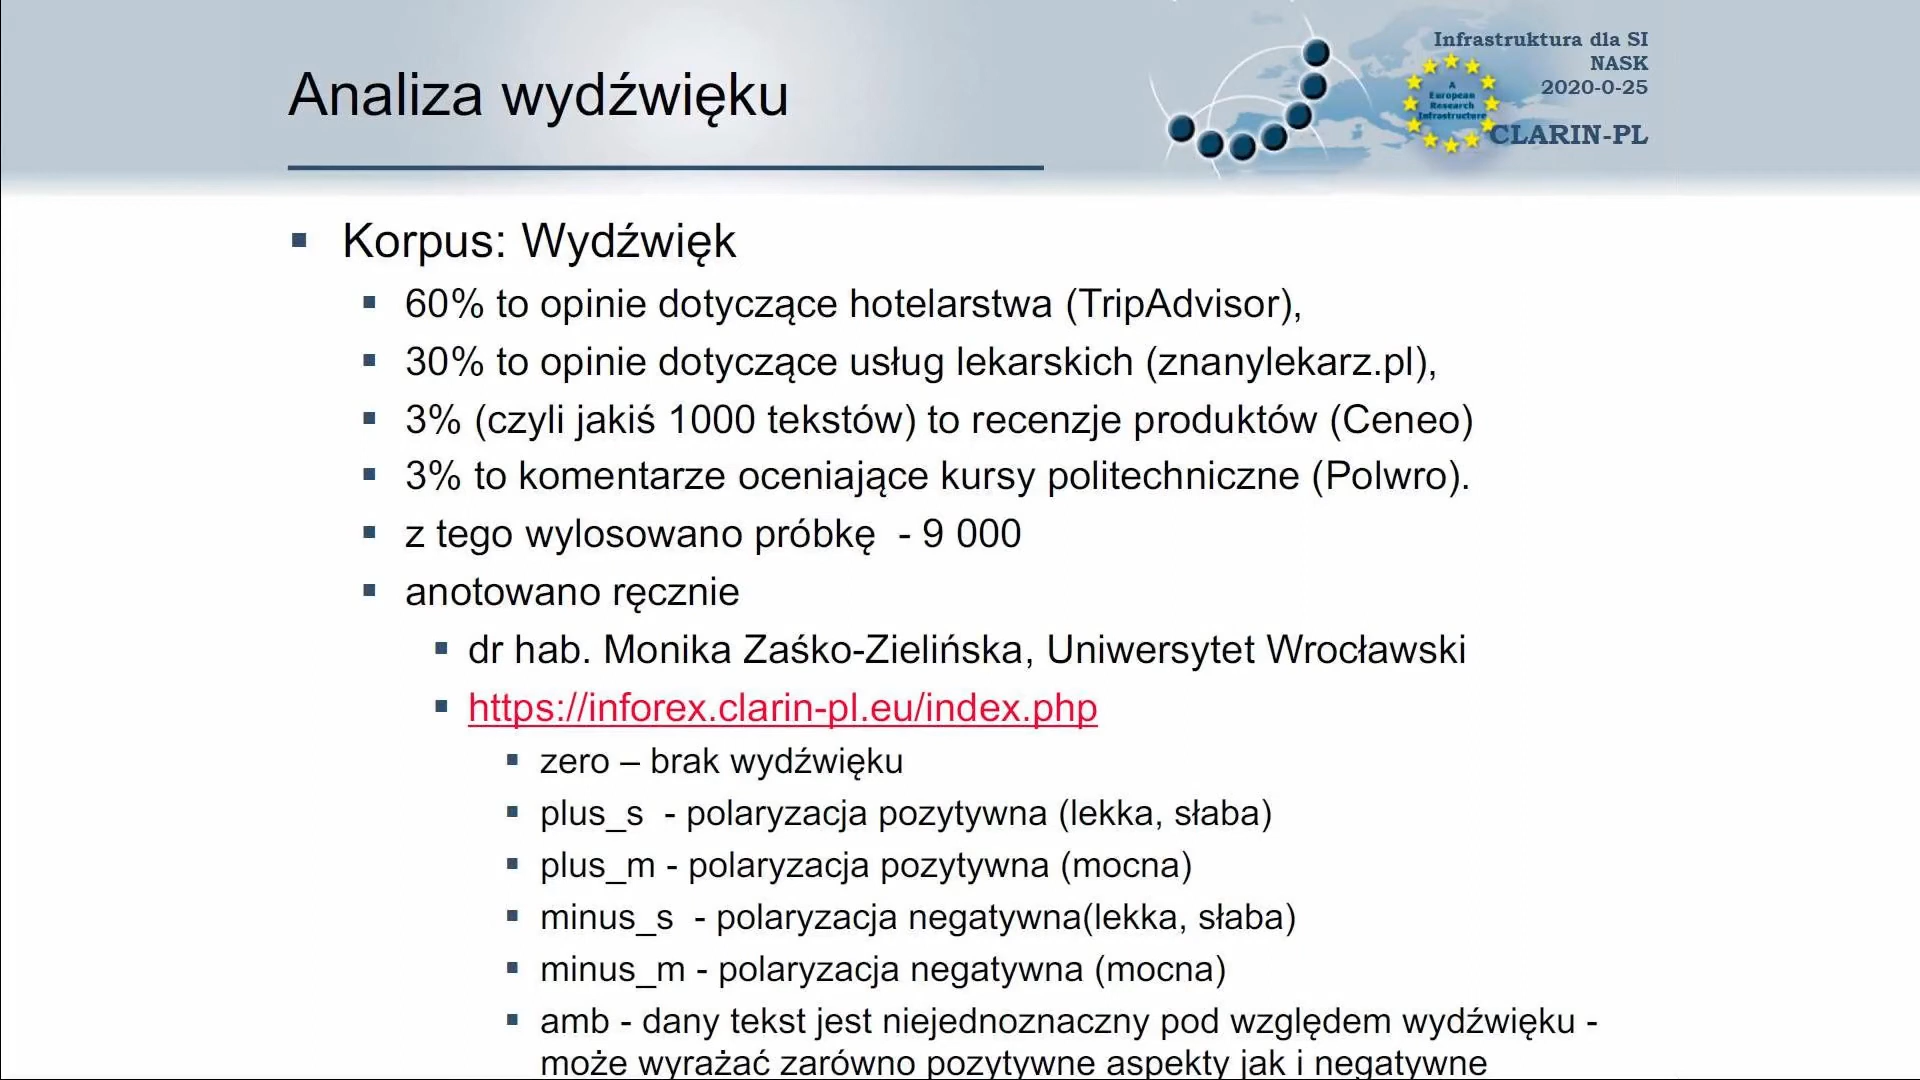 Analiza wydźwięku
Infrastruktura dla SI
NASK
2020-0-25
A
European
Research
Infrastructure
CLARIN-PL
Korpus: Wydźwięk
60% to opinie dotyczące hotelarstwa (TripAdvisor),
30% to opinie dotyczące usług lekarskich (znanylekarz.pl),
3% (czyli jakiś 1000 tekstów) to recenzje produktów (Ceneo)
3% to komentarze oceniające kursy politechniczne (Polwro).
z tego wylosowano próbkę - 9 000
anotowano ręcznie
dr hab. Monika Zaśko-Zielińska, Uniwersytet Wrocławski
https://inforex.clarin-pl.eu/index.php
zero – brak wydźwięku
plus_s - polaryzacja pozytywna (lekka, słaba)
plus_m - polaryzacja pozytywna (mocna)
minus_s - polaryzacja negatywna(lekka, słaba)
minus_m - polaryzacja negatywna (mocna)
amb - dany tekst jest niejednoznaczny pod względem wydźwięku -
może wyrażać zarówno pozytywne aspekty jak i negatywne